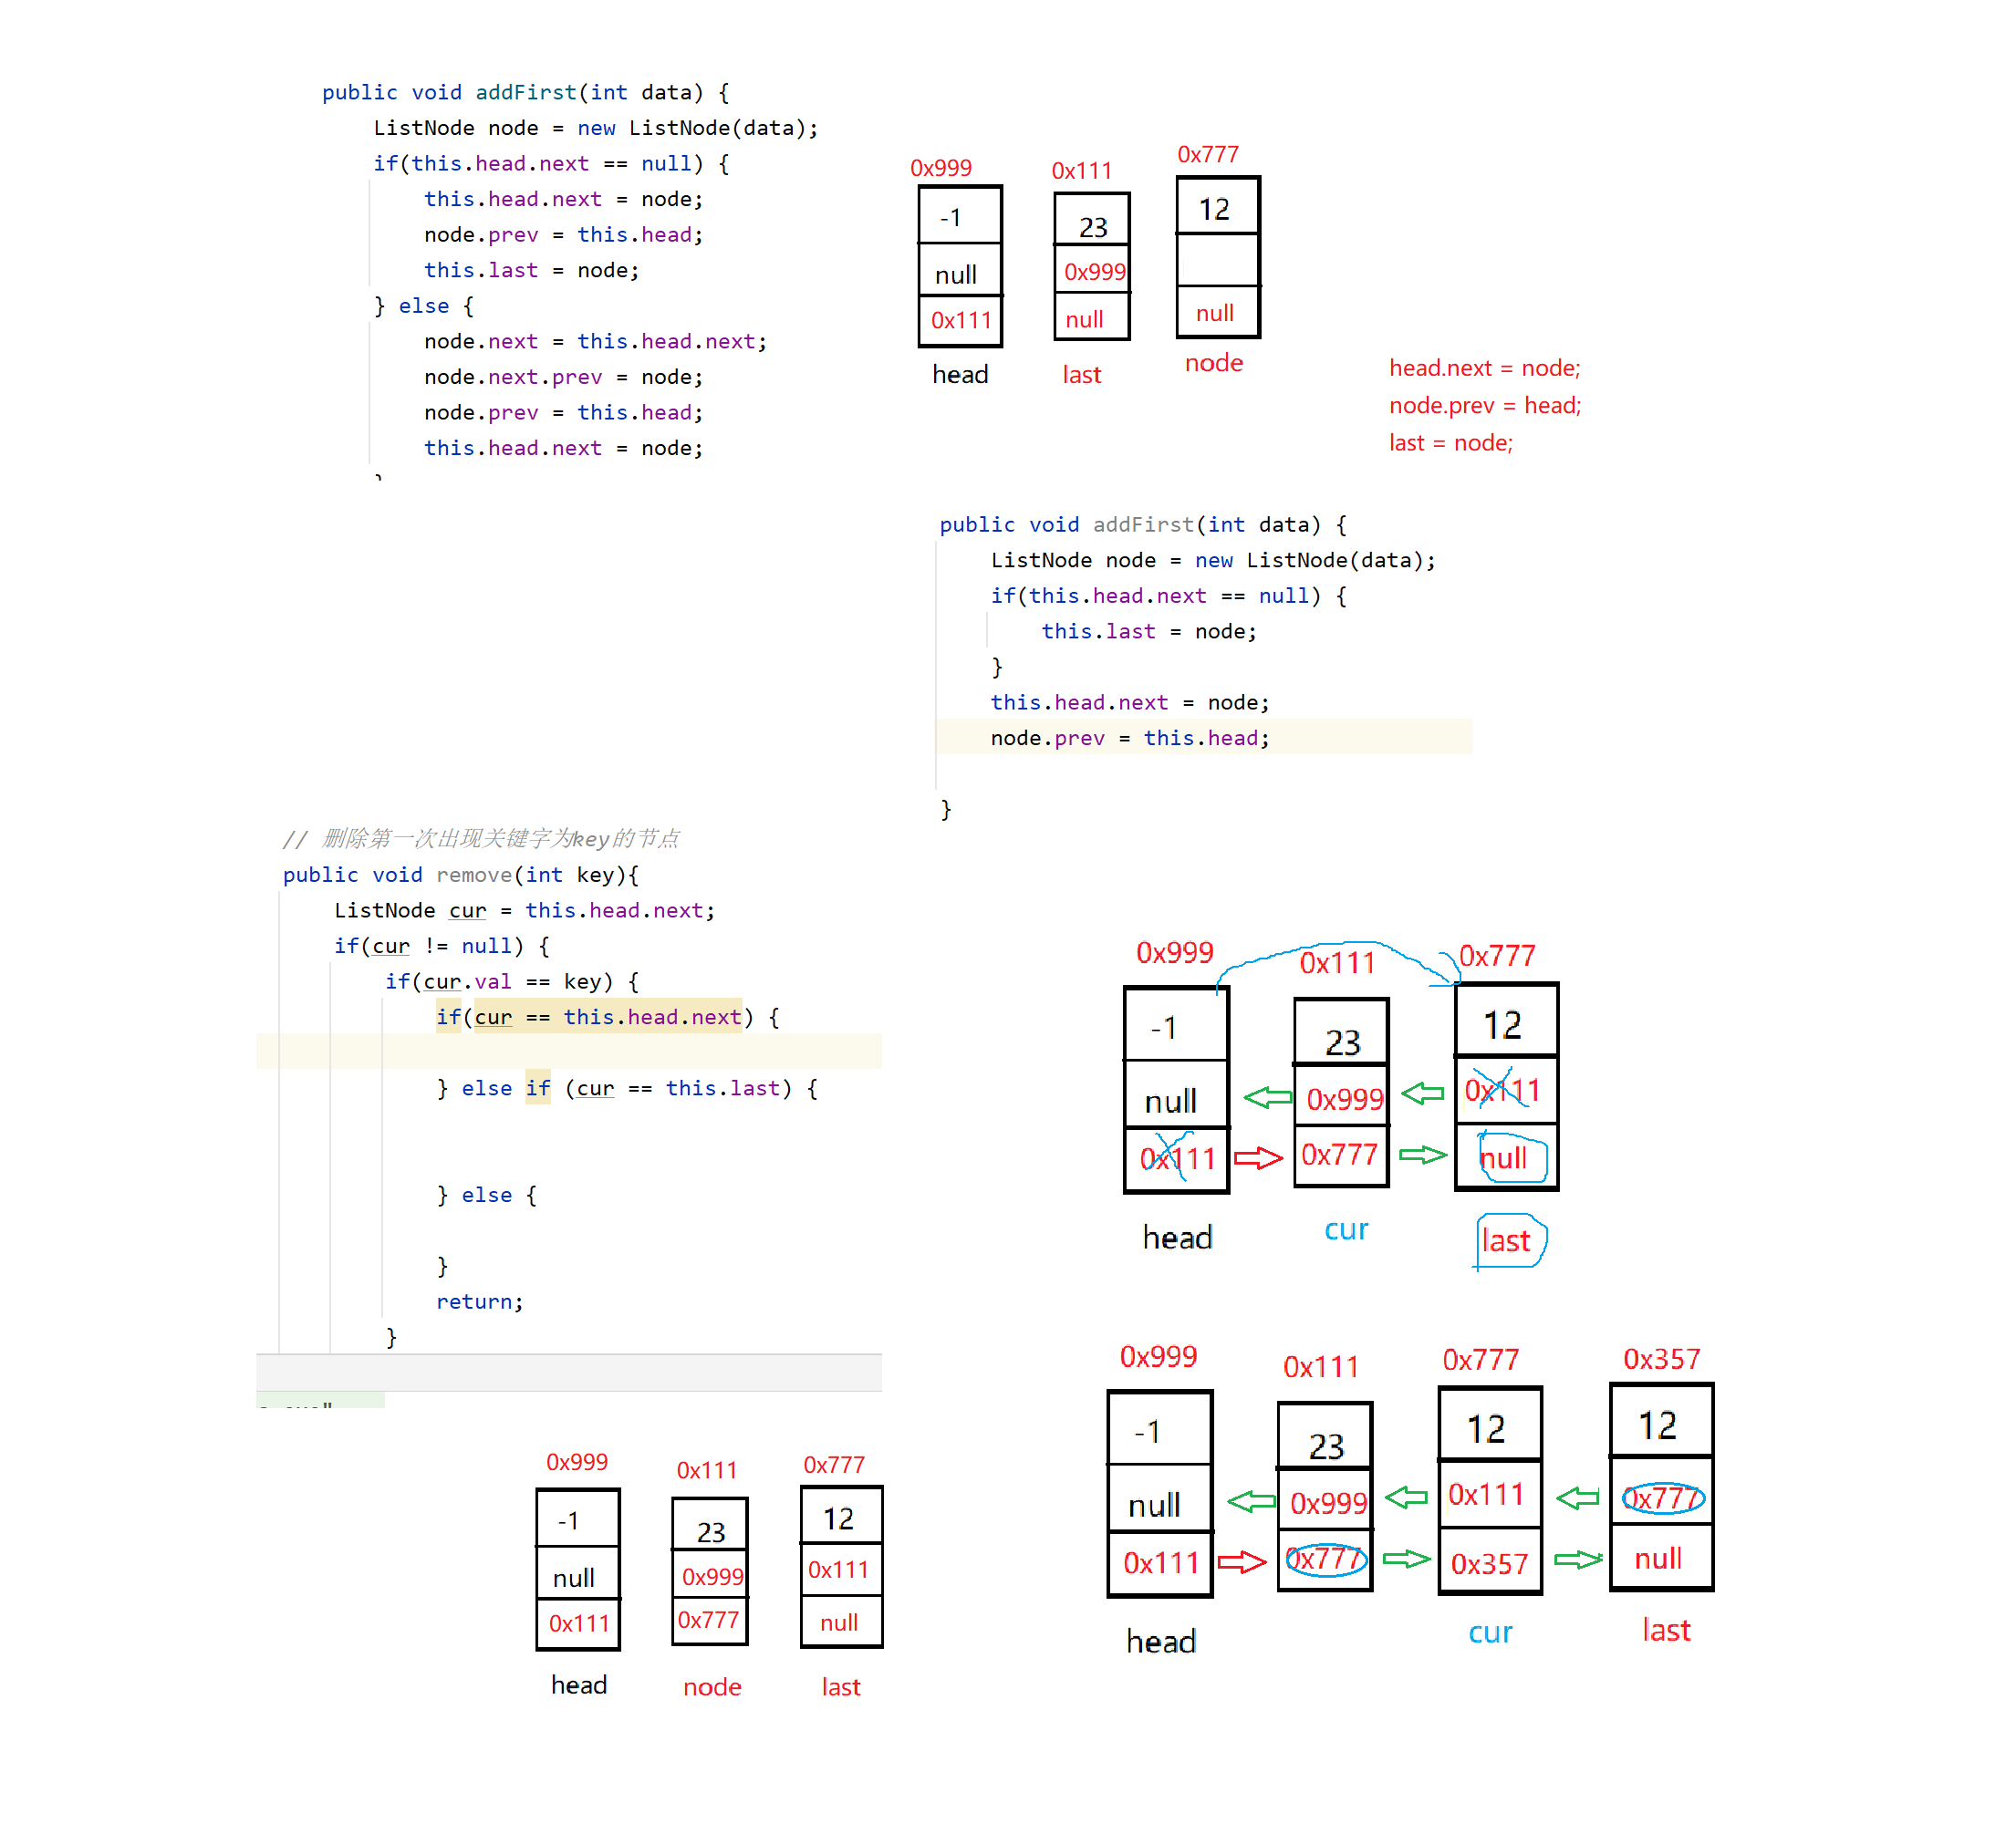 public void addFirst(int data) {
ListNode node = new ListNode(data);
if(this.head.next == null) {
this.head.next = node;
node.prev = this.head;
this.last = node;
} else {
node.next = this.head.next;
node.next.prev = node;
node.prev = this.head;
this.head.next = node;
0x999 0x111 0x777
-1 23 12
null 0x999
0x111 null null
head last node
head.next = node;
node.prev = head;
last = node;
public void addFirst(int data) {
ListNode node = new ListNode(data);
if(this.head.next == null) {
this.last = node;
}
this.head.next = node;
node.prev = this.head;
}
// 删除第一次出现关键字为key的节点
public void remove(int key){
ListNode cur = this.head.next;
if(cur != null) {
if(cur.val == key) {
if(cur == this.head.next) {
} else if (cur == this.last) {
} else {
}
return;
}
0x999 0x111 0x777
-1 23 12
null 0x999 0x111
0x111 0x777 null
head cur last
0x999 0x111 0x777 0x357
-1 23 12 12
null 0x999 0x111 0x777
0x111 0x777 0x357 null
head cur last
0x999 0x111 0x777
-1 23 12
null 0x999 0x111
0x111 0x777 null
head node last